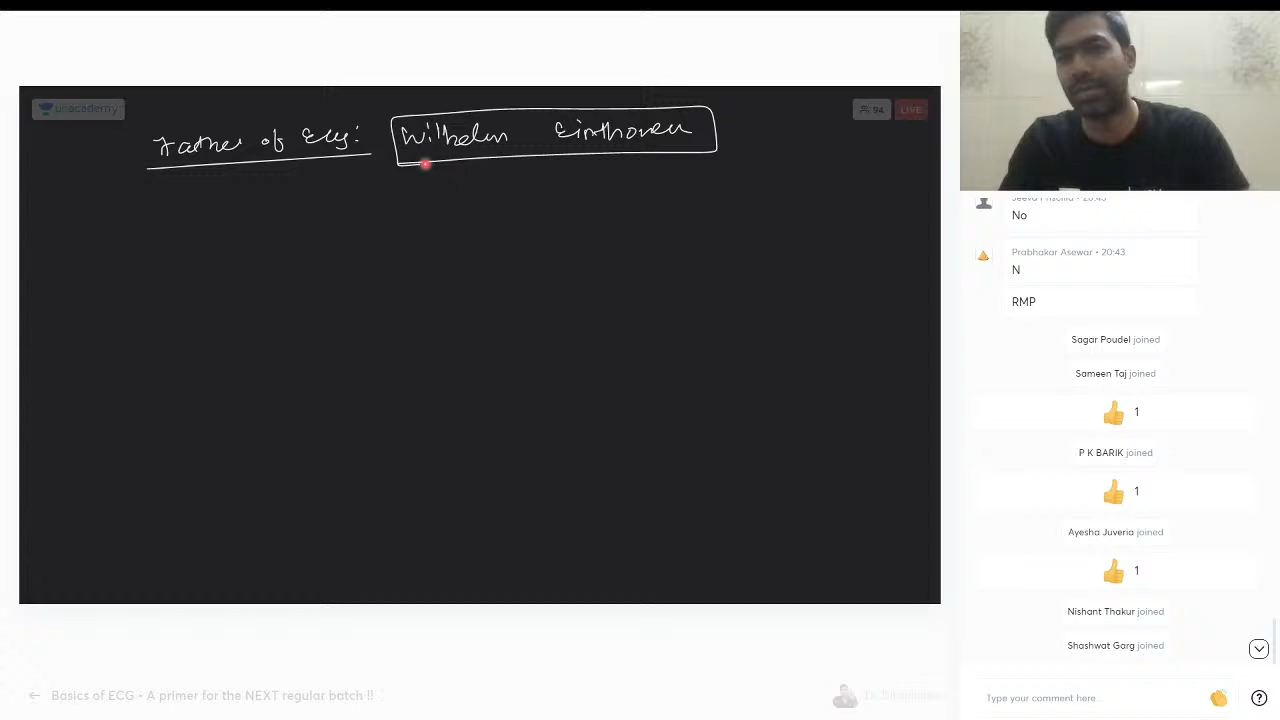 unacademy
94
LIVE
Father of ECG: Wilhelm Einthoven
No
Prabhakar Asewar • 20:43
N
RMP
Sagar Poudel joined
Sameen Taj joined
1
P K BARIK joined
1
Ayesha Juveria joined
1
Nishant Thakur joined
Shashwat Garg joined
Type your comment here...
← Basics of ECG - A primer for the NEXT regular batch !!